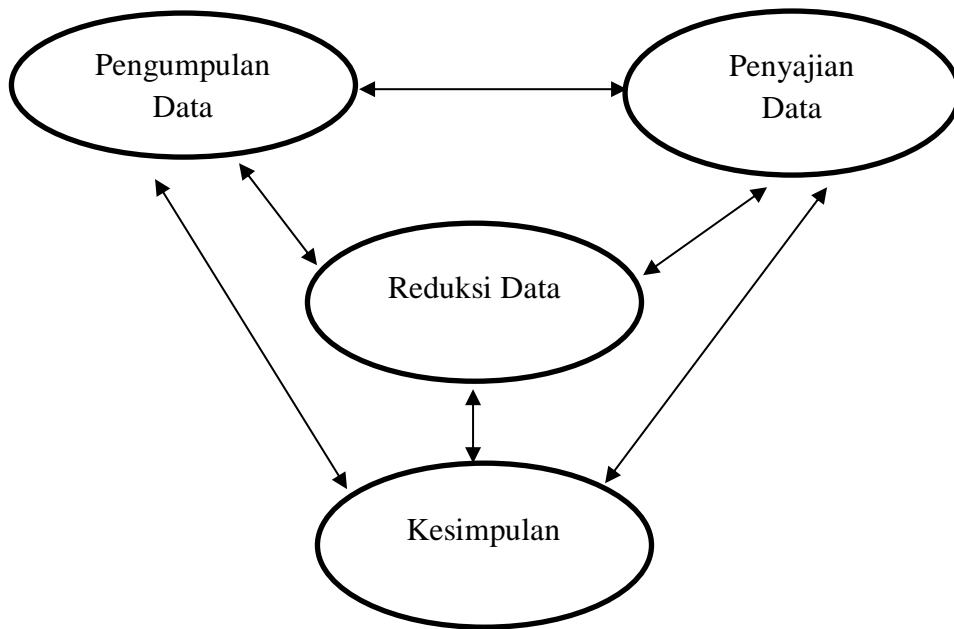 Pengumpulan
Data
Penyajian
Data
Reduksi Data
Kesimpulan